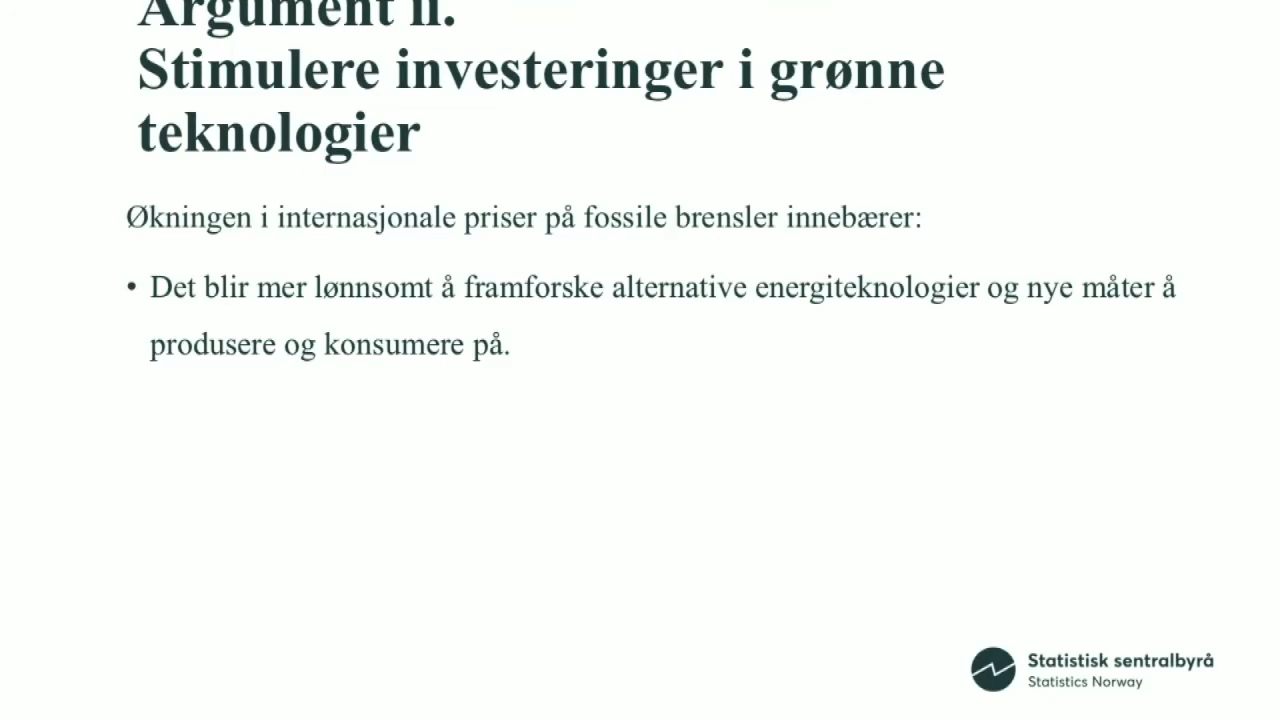 Argument ii.
Stimulere investeringer i grønne
teknologier
Økningen i internasjonale priser på fossile brensler innebærer:
• Det blir mer lønnsomt å framforske alternative energiteknologier og nye måter å
produsere og konsumere på.
Statistisk sentralbyrå
Statistics Norway